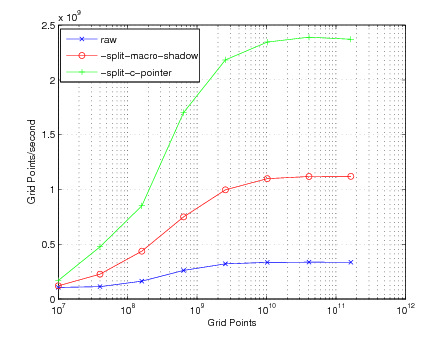 x 10⁹
2.5
2
1.5
1
0.5
0
Grid Points/second
raw
-split-macro-shadow
-split-c-pointer
10⁷ 10⁸ 10⁹ 10¹⁰ 10¹¹ 10¹²
Grid Points